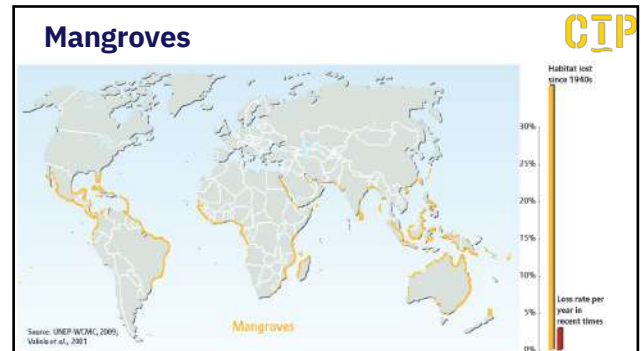 Mangroves
CTP
Habitat lost
since 1940s
30%
25%
20%
15%
10%
5%
0%
Loss rate per
year in
recent times
Mangroves
Source: UNEP-WCMC, 2009;
Valiela et al., 2001